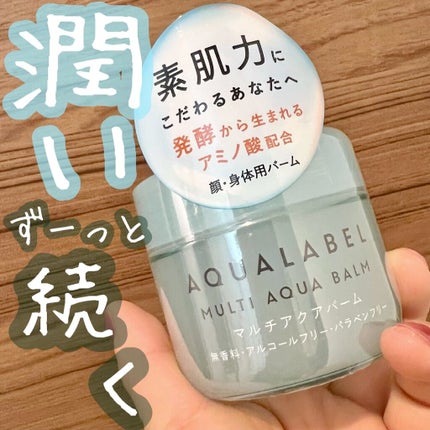 潤い
ずーっと
続く
素肌力に
こだわるあなたへ
発酵から生まれる
アミノ酸配合
顔・身体用バーム
AQUALABEL
MULTI AQUA BALM
マルチアクアバーム
無香料・アルコールフリー・パラベンフリー